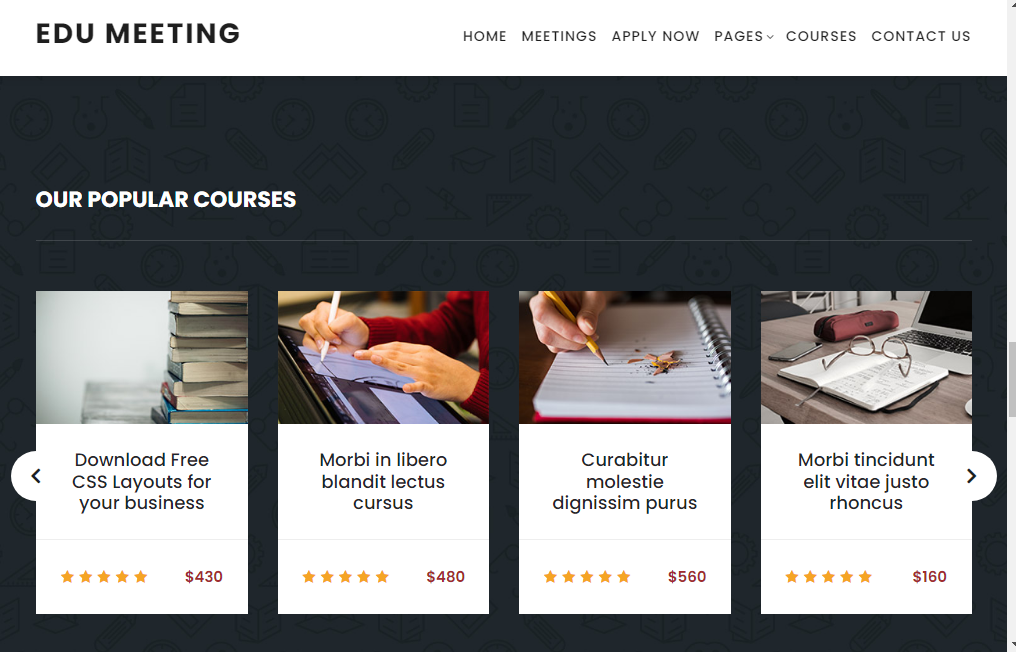 EDU MEETING
HOME MEETINGS APPLY NOW PAGES COURSES CONTACT US
OUR POPULAR COURSES
Download Free
CSS Layouts for
your business
$430
Morbi in libero
blandit lectus
cursus
$480
Curabitur
molestie
dignissim purus
$560
Morbi tincidunt
elit vitae justo
rhoncus
$160